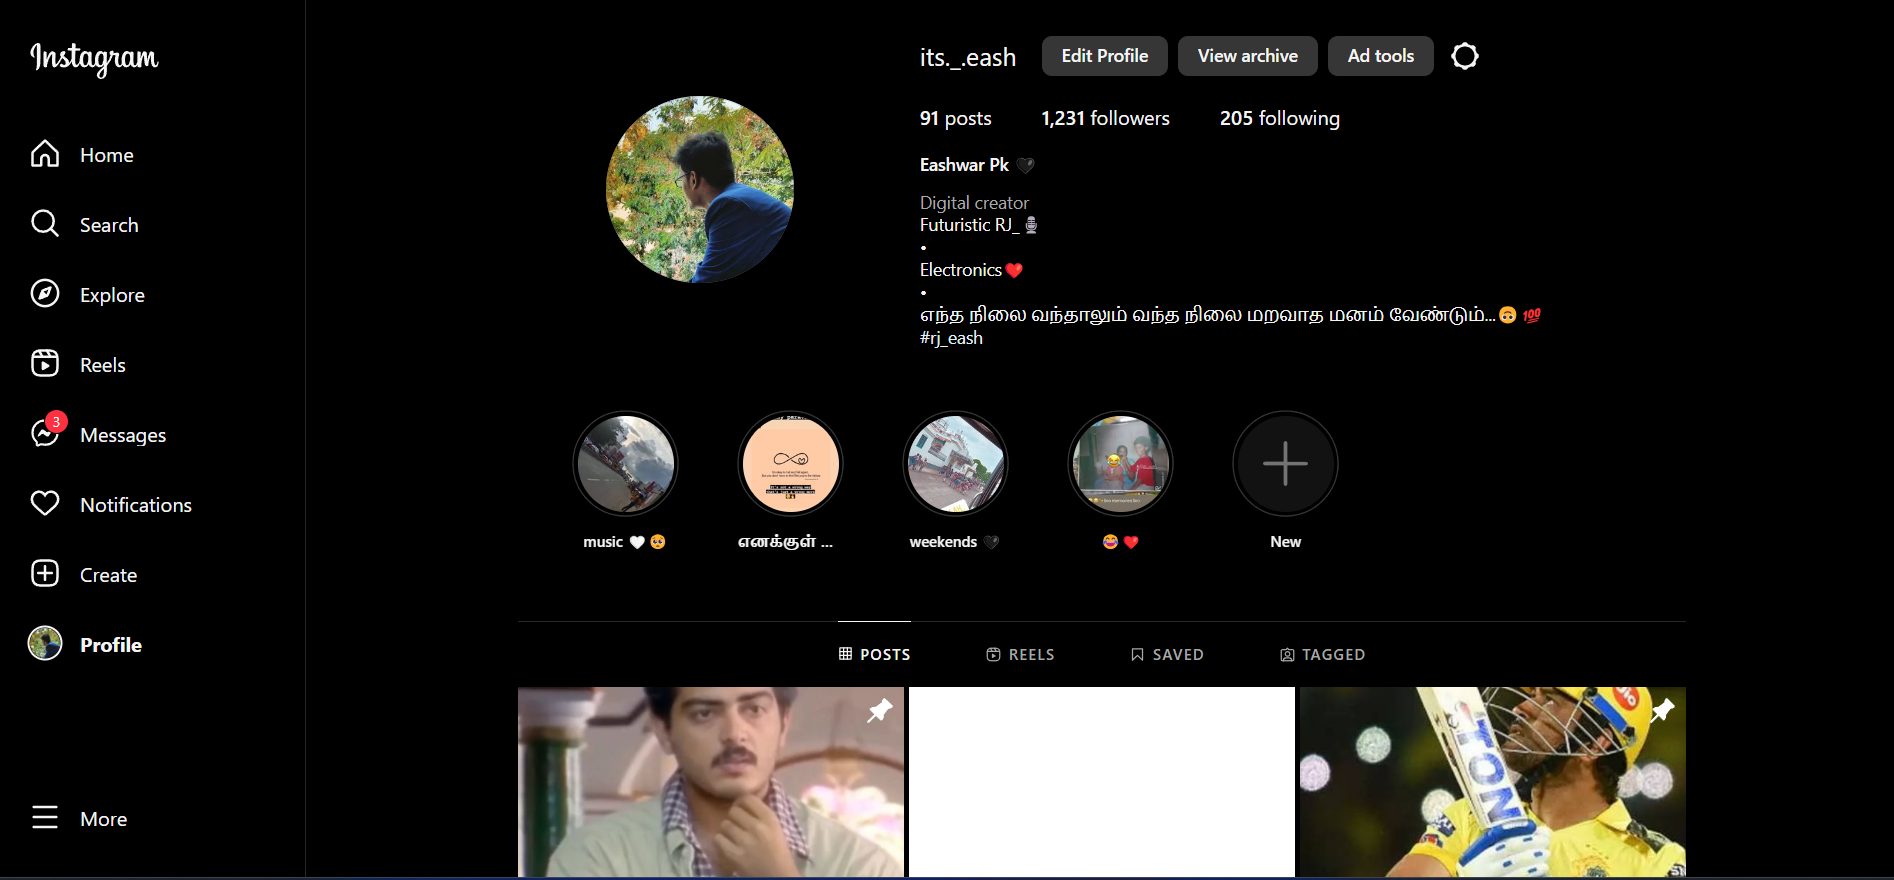 Instagram
Home
Search
Explore
Reels
3
Messages
Notifications
Create
Profile
More
its._.eash
Edit Profile
View archive
Ad tools
91 posts
1,231 followers
205 following
Eashwar Pk 🖤
Digital creator
Futuristic RJ_🎙️
•
Electronics❤️
•
எந்த நிலை வந்தாலும் வந்த நிலை மறவாத மனம் வேண்டும்...🙃 💯
#rj_eash
music 🤍 🥺
எனக்குள் ...
weekends 🖤
😂 ❤️
New
POSTS
REELS
SAVED
TAGGED
Jio
TON